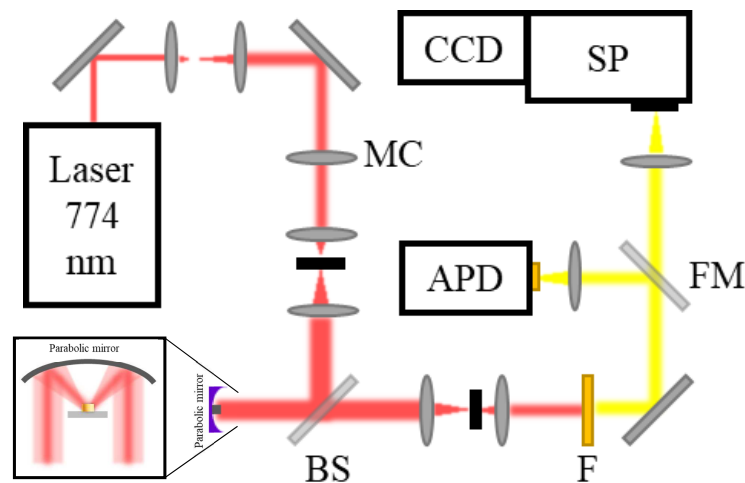 CCD
SP
MC
Laser
774
nm
APD
FM
Parabolic mirror
Parabolic mirror
BS
F